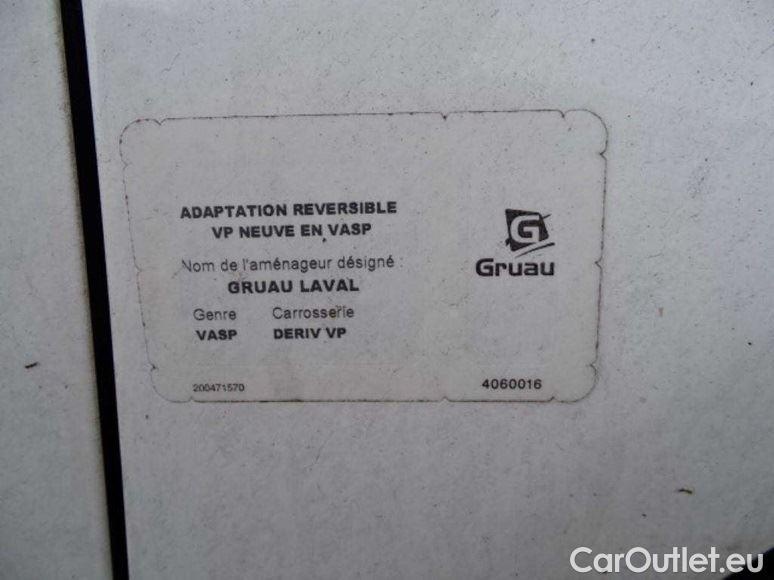 ADAPTATION REVERSIBLE
VP NEUVE EN VASP
Nom de l'aménageur désigné :
GRUAU LAVAL
Genre Carrosserie
VASP DERIV VP
200471570
G
Gruau
4060016
CarOutlet.eu